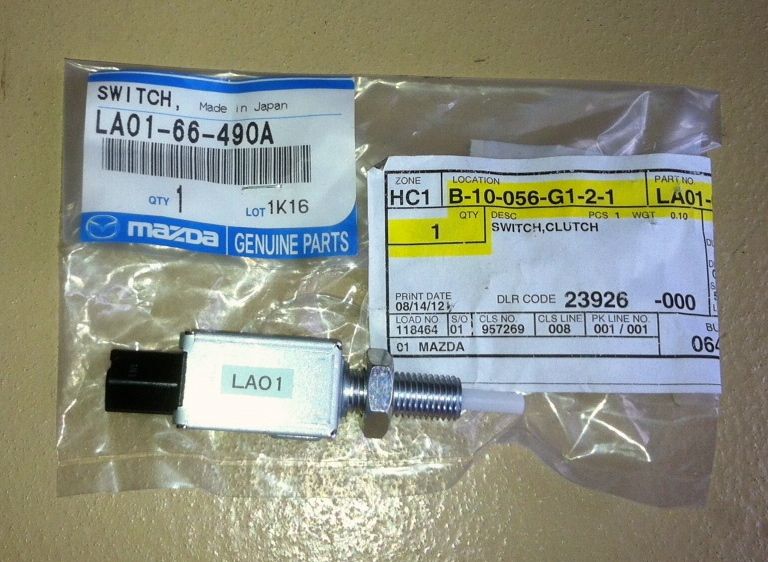 SWITCH, Made in Japan
LA01-66-490A
QTY 1 LOT 1K16
mazda GENUINE PARTS
ZONE LOCATION PART NO.
HC1 B-10-056-G1-2-1 LA01-
QTY DESC PCS 1 WGT 0.10
1 SWITCH,CLUTCH
PRINT DATE
08/14/12 DLR CODE 23926 -000
LOAD NO. S/O CLS NO. CLS LINE PK LINE NO.
118464 01 957269 008 001 / 001
01 MAZDA 064
LA01